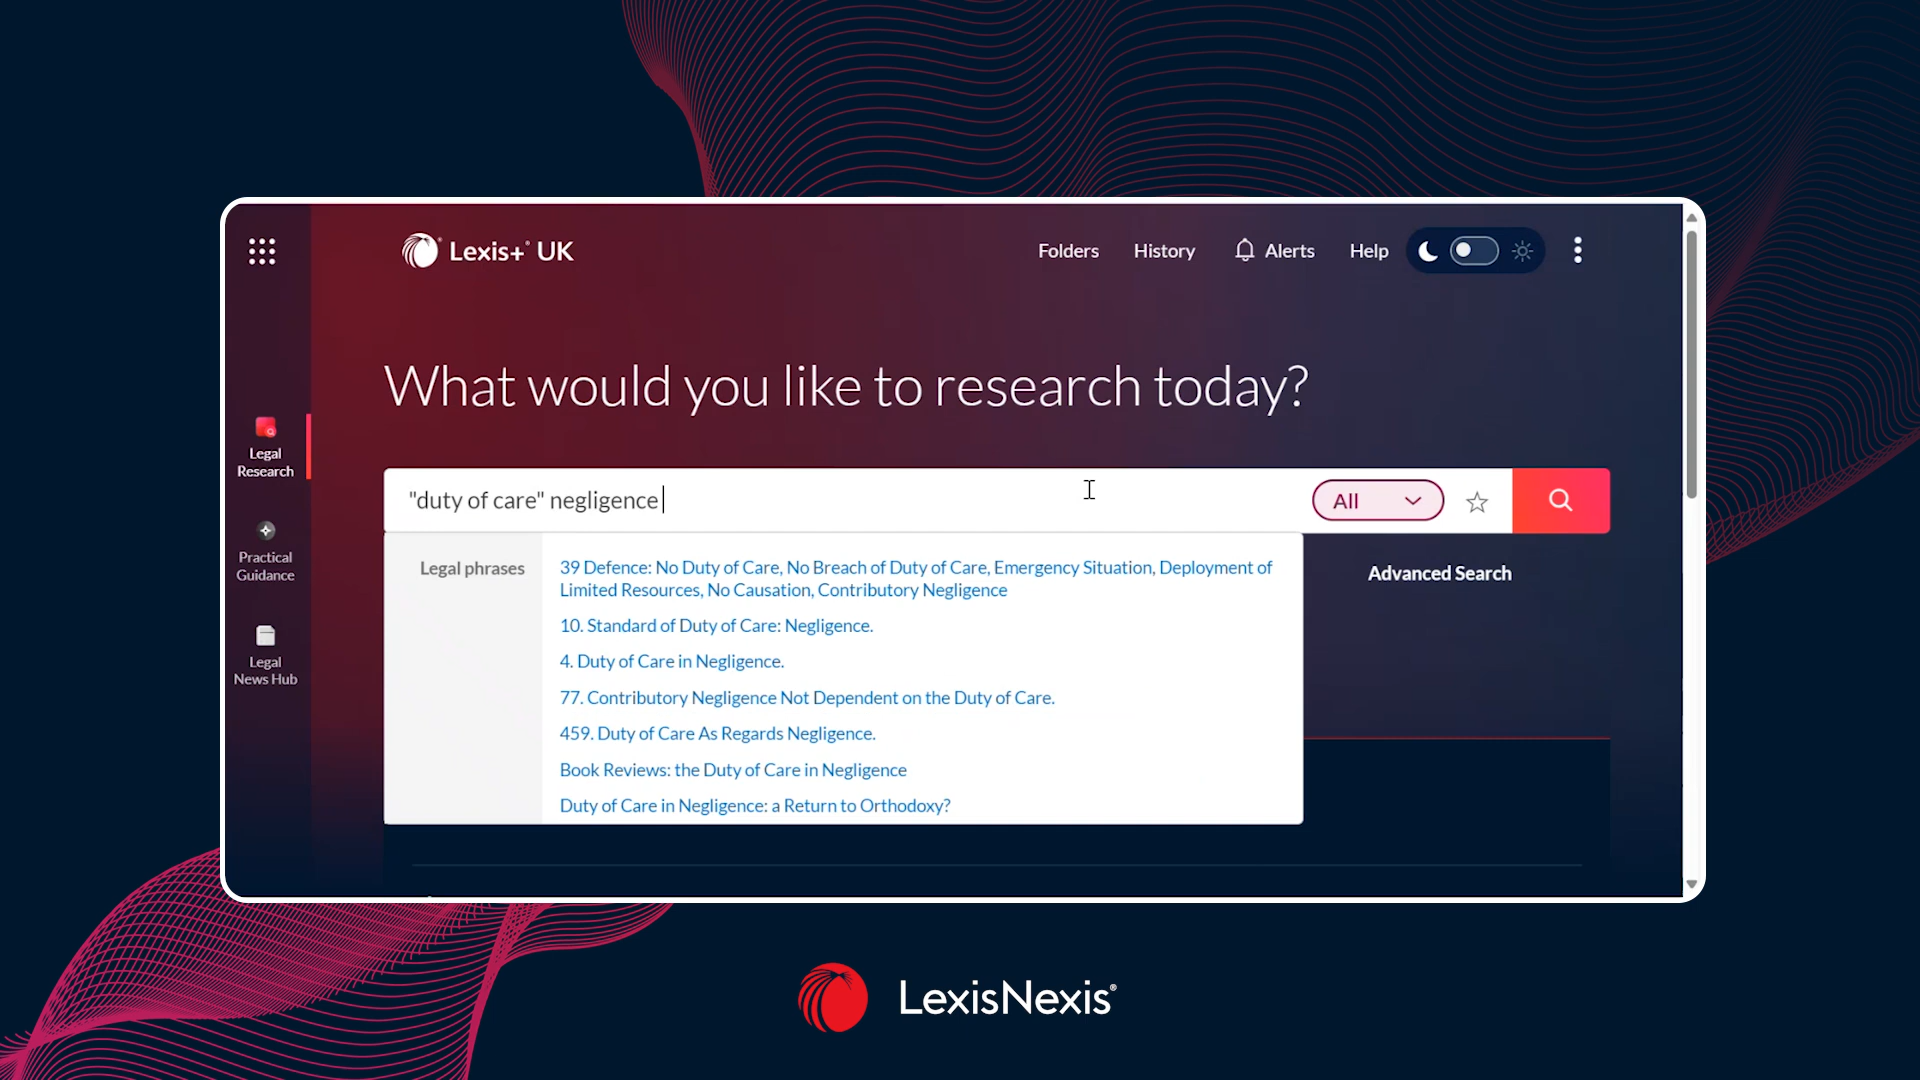 Lexis+® UK
Folders
History
Alerts
Help
What would you like to research today?
Legal
Research
Practical
Guidance
Legal
News Hub
"duty of care" negligence
All
Advanced Search
Legal phrases
39 Defence: No Duty of Care, No Breach of Duty of Care, Emergency Situation, Deployment of
Limited Resources, No Causation, Contributory Negligence
10. Standard of Duty of Care: Negligence.
4. Duty of Care in Negligence.
77. Contributory Negligence Not Dependent on the Duty of Care.
459. Duty of Care As Regards Negligence.
Book Reviews: the Duty of Care in Negligence
Duty of Care in Negligence: a Return to Orthodoxy?
LexisNexis®